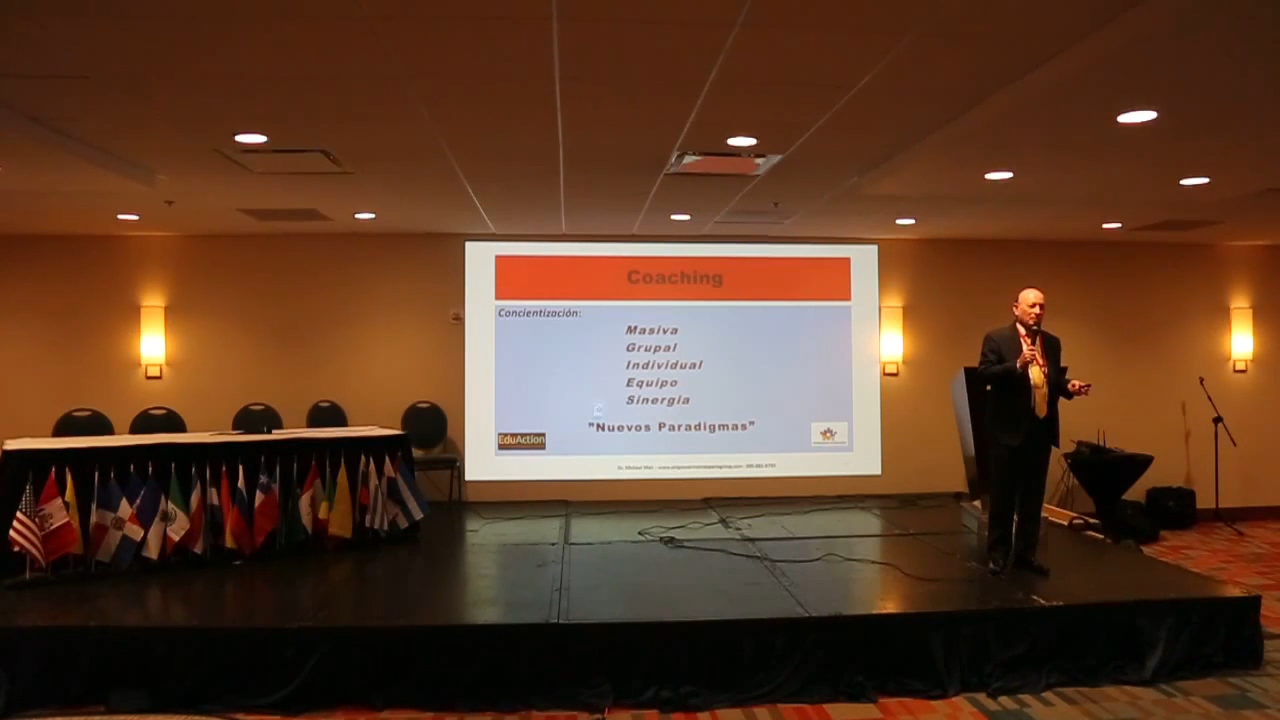 Coaching
Concientización:
Masiva
Grupal
Individual
Equipo
Sinergia
"Nuevos Paradigmas"
EduAction